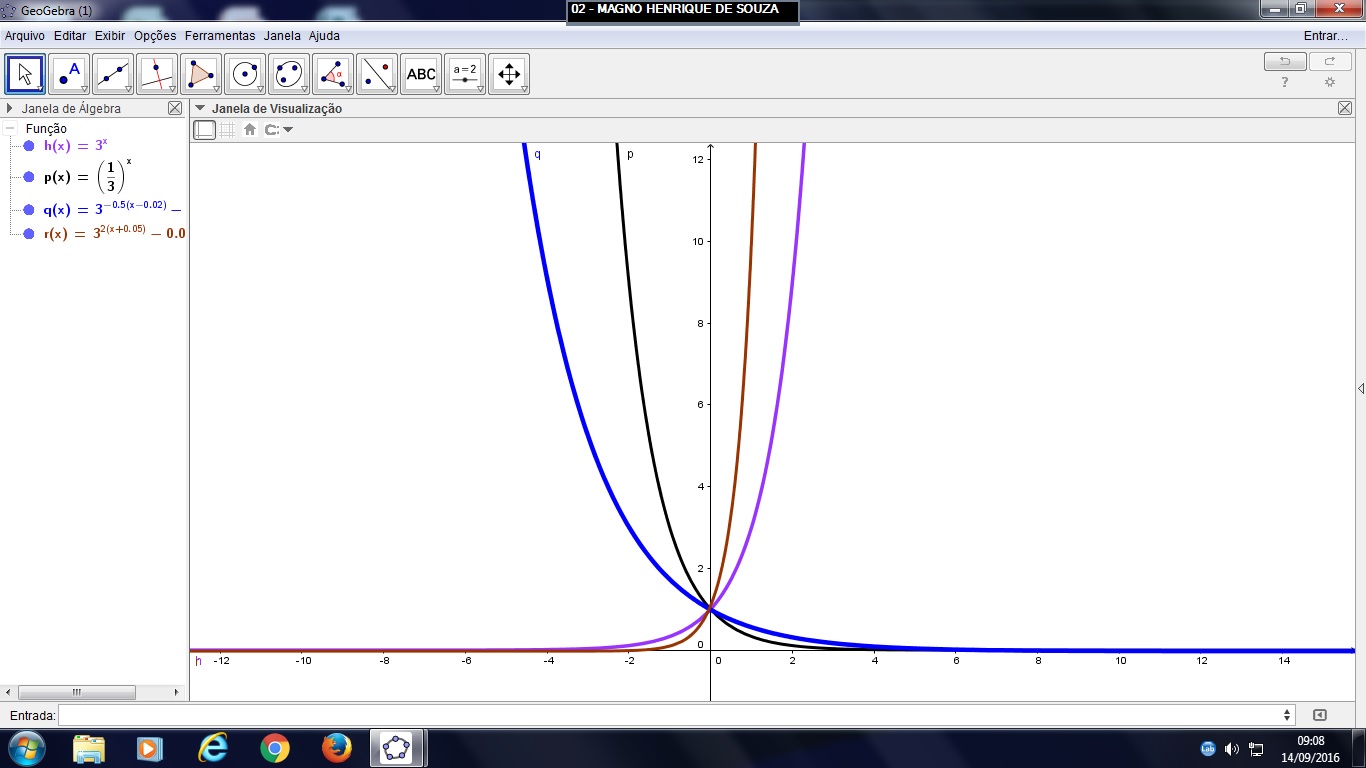 GeoGebra (1)
02 - MAGNO HENRIQUE DE SOUZA
Arquivo Editar Exibir Opções Ferramentas Janela Ajuda
Entrar...
A
α
ABC
a = 2
?
Janela de Álgebra
Janela de Visualização
Função
h(x) = 3^x
p(x) = (1/3)^x
q(x) = 3^−0.5(x−0.02) −
r(x) = 3^2(x+0.05) − 0.0
q
p
12
10
8
6
4
2
0
h
-12 -10 -8 -6 -4 -2 0 2 4 6 8 10 12 14
Entrada:
Lab
09:08
14/09/2016